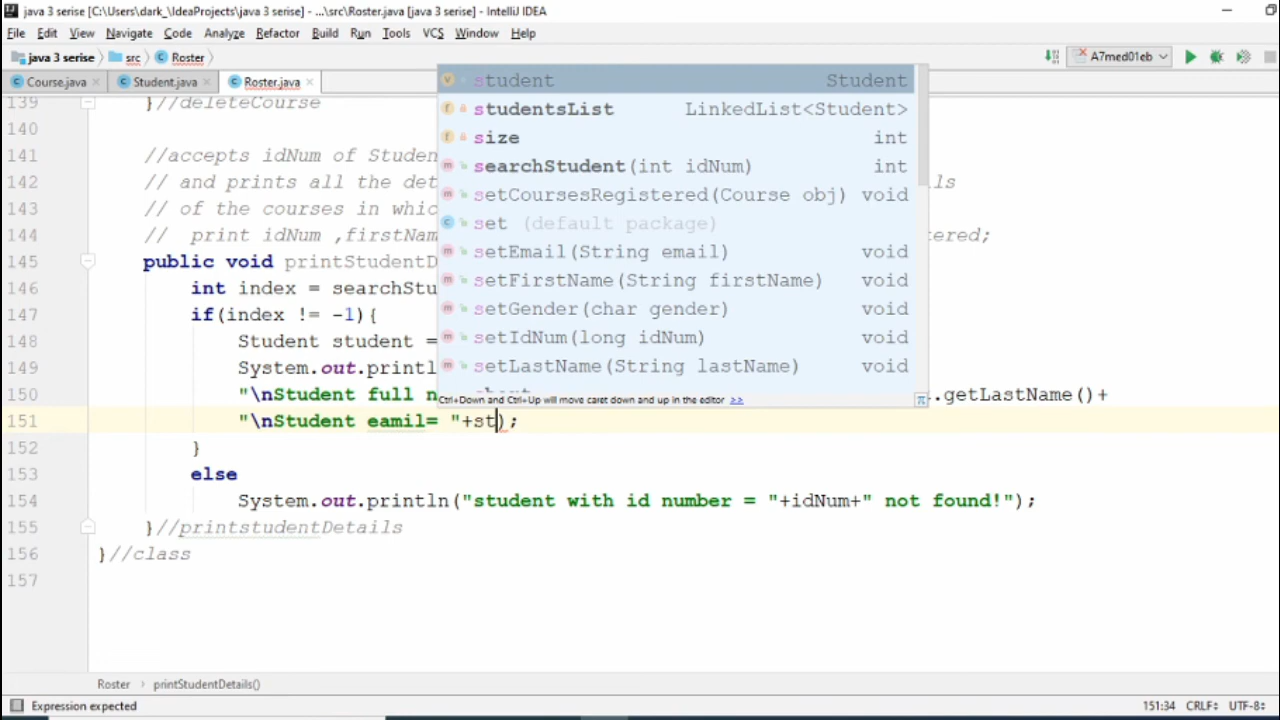 java 3 serise [C:\Users\dark_\IdeaProjects\java 3 serise] - ...\src\Roster.java [java 3 serise] - IntelliJ IDEA
File Edit View Navigate Code Analyze Refactor Build Run Tools VCS Window Help
java 3 serise src Roster A7med01eb
Course.java Student.java Roster.java
139 }//deleteCourse
140
141 //accepts idNum of Studen
142 // and prints all the det ls
143 // of the courses in whic
144 // print idNum ,firstNam ered;
145 public void printStudentD
146 int index = searchStu
147 if(index != -1){
148 Student student =
149 System.out.printl
150 "\nStudent full n .getLastName()+
151 "\nStudent eamil= "+st);
152 }
153 else
154 System.out.println("student with id number = "+idNum+" not found!");
155 }//printstudentDetails
156 }//class
157
student Student
studentsList LinkedList<Student>
size int
searchStudent(int idNum) int
setCoursesRegistered(Course obj) void
set (default package)
setEmail(String email) void
setFirstName(String firstName) void
setGender(char gender) void
setIdNum(long idNum) void
setLastName(String lastName) void
Ctrl+Down and Ctrl+Up will move caret down and up in the editor >>
Roster printStudentDetails()
Expression expected 151:34 CRLF UTF-8